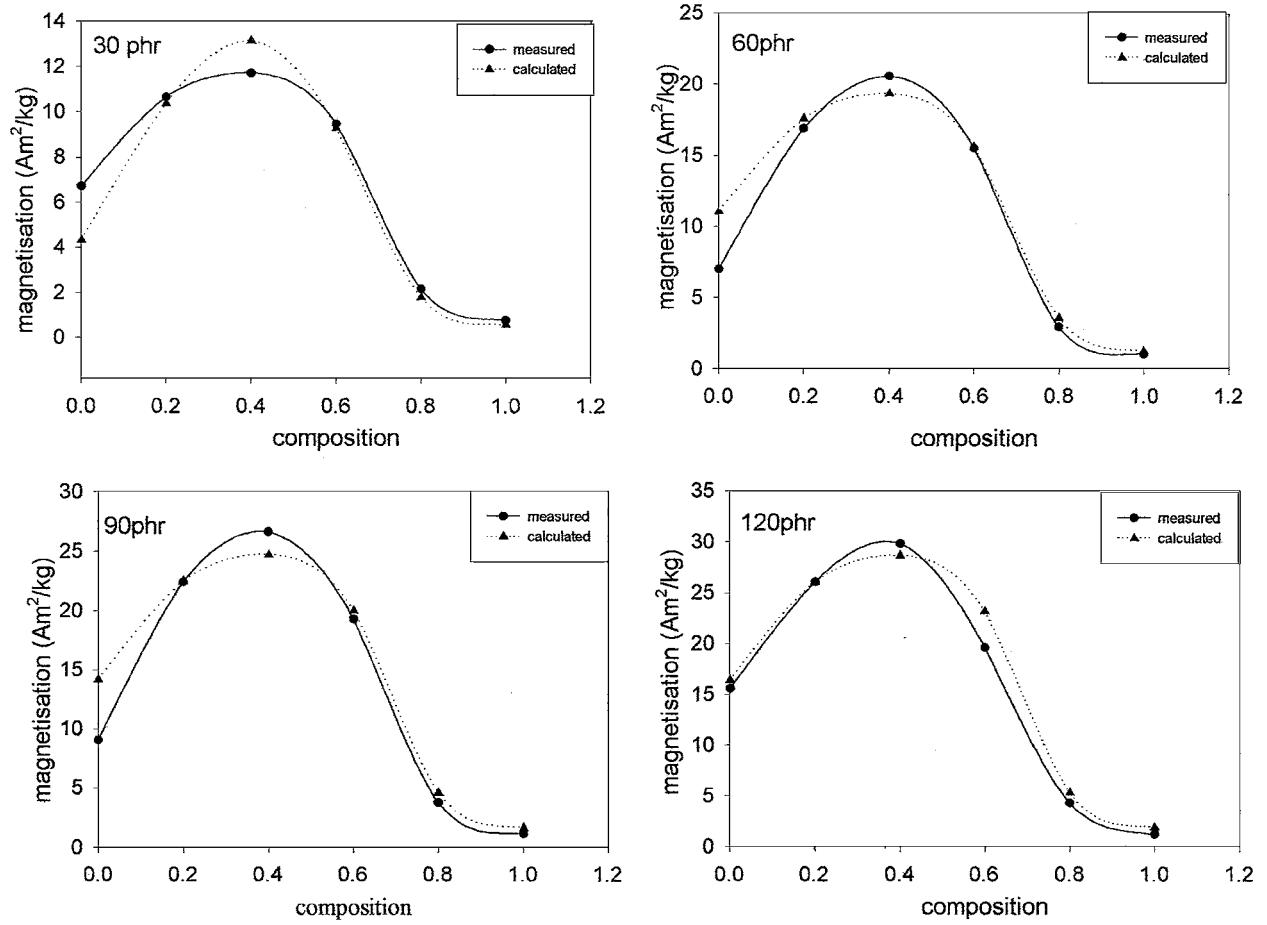 30 phr
measured
calculated
magnetisation (Am²/kg)
14
12
10
8
6
4
2
0
0.0 0.2 0.4 0.6 0.8 1.0 1.2
composition
60phr
measured
calculated
magnetisation (Am²/kg)
25
20
15
10
5
0
0.0 0.2 0.4 0.6 0.8 1.0 1.2
composition
90phr
measured
calculated
magnetisation (Am²/kg)
30
25
20
15
10
5
0
0.0 0.2 0.4 0.6 0.8 1.0 1.2
composition
120phr
measured
calculated
magnetisation (Am²/kg)
35
30
25
20
15
10
5
0
0.0 0.2 0.4 0.6 0.8 1.0 1.2
composition